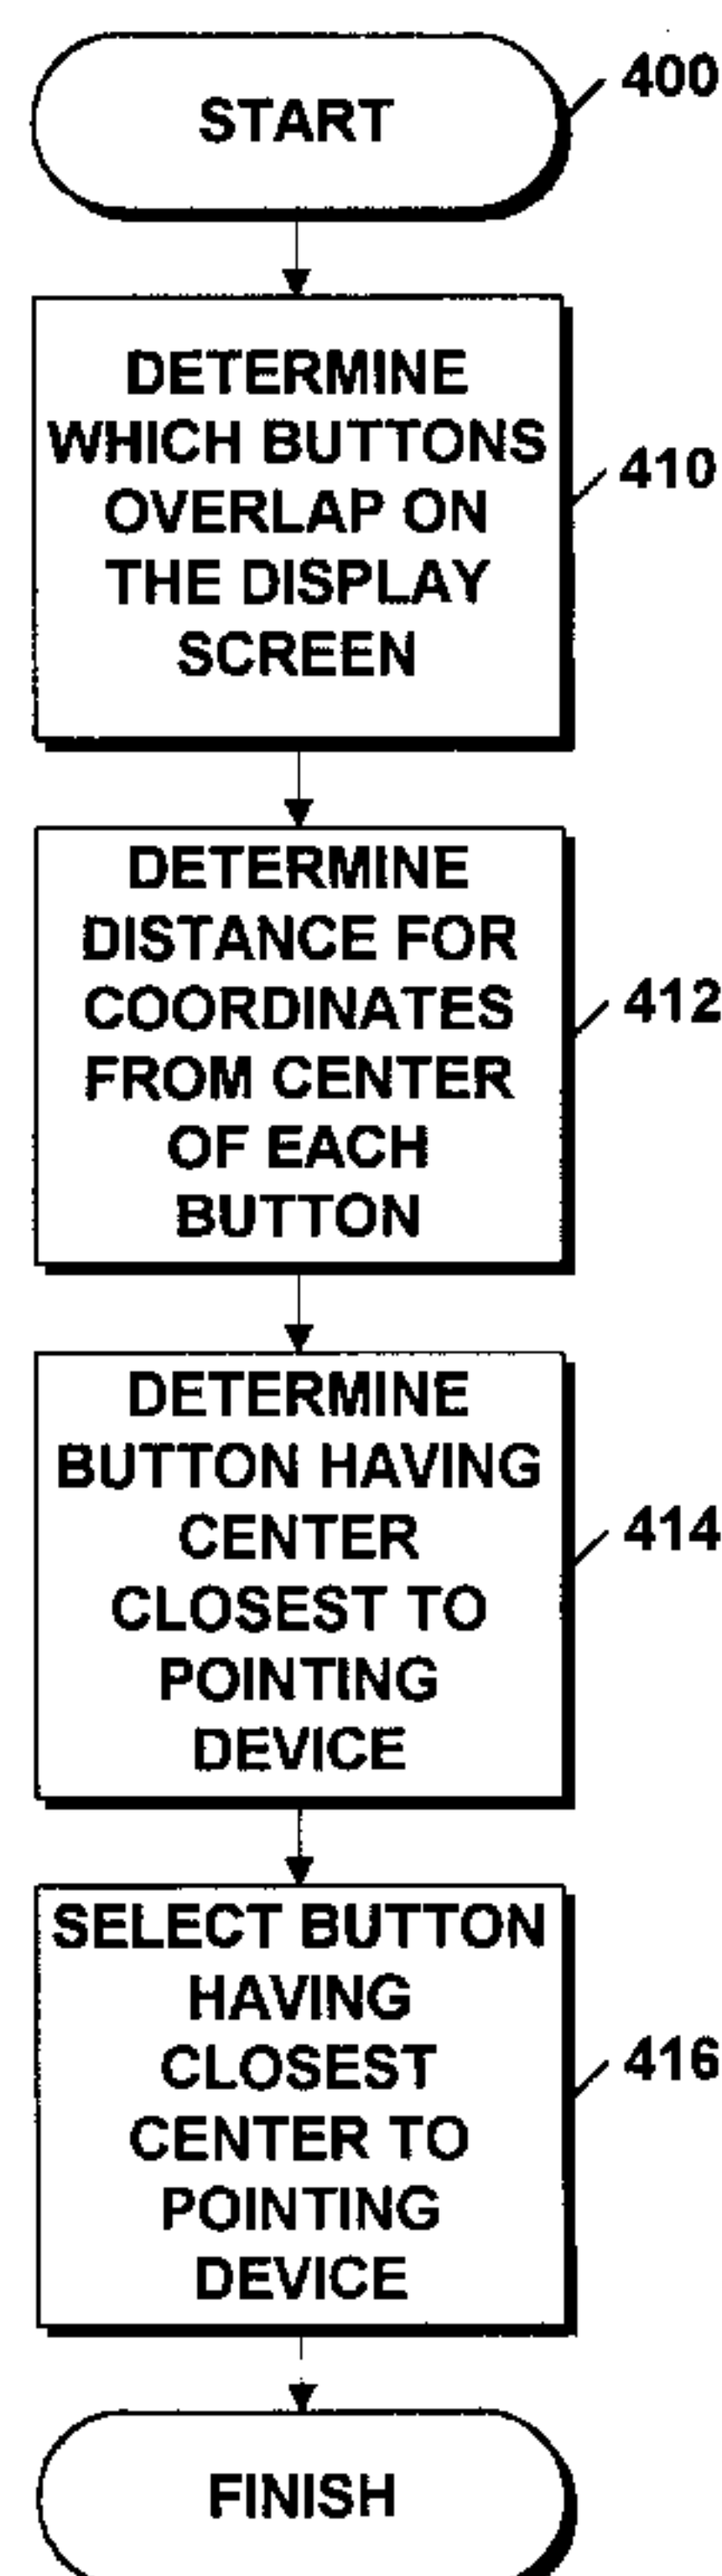 START
400
DETERMINE
WHICH BUTTONS
OVERLAP ON
THE DISPLAY
SCREEN
410
DETERMINE
DISTANCE FOR
COORDINATES
FROM CENTER
OF EACH
BUTTON
412
DETERMINE
BUTTON HAVING
CENTER
CLOSEST TO
POINTING
DEVICE
414
SELECT BUTTON
HAVING
CLOSEST
CENTER TO
POINTING
DEVICE
416
FINISH